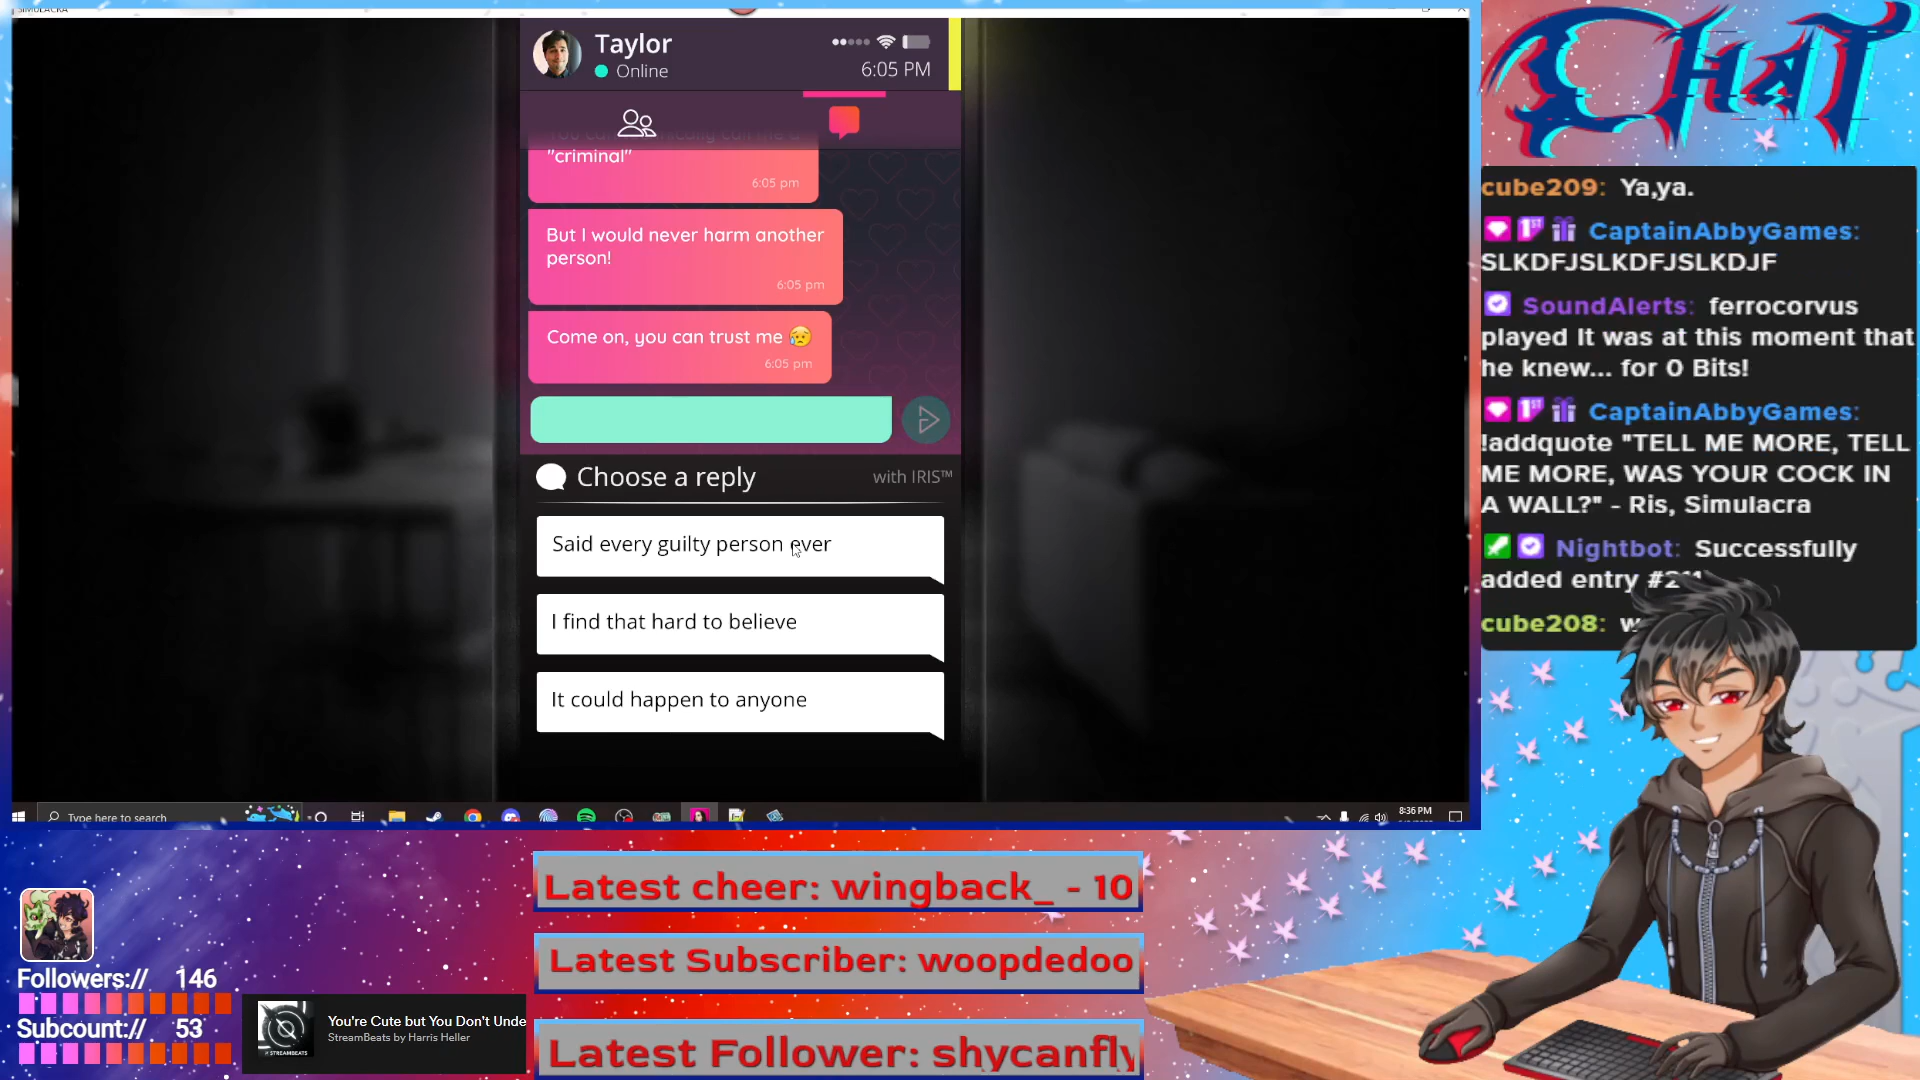 SIMULACRA
Taylor
Online
6:05 PM
"criminal"
6:05 pm
But I would never harm another
person!
6:05 pm
Come on, you can trust me 😥
6:05 pm
Choose a reply
with IRIS™
Said every guilty person ever
I find that hard to believe
It could happen to anyone
Type here to search
8:36 PM
ChaT
cube209: Ya,ya.
CaptainAbbyGames:
SLKDFJSLKDFJSLKDJF
SoundAlerts: ferrocorvus
played It was at this moment that
he knew... for 0 Bits!
CaptainAbbyGames:
!addquote "TELL ME MORE, TELL
ME MORE, WAS YOUR COCK IN
A WALL?" - Ris, Simulacra
Nightbot: Successfully
added entry
cube208:
Followers:// 146
Subcount:// 53
You're Cute but You Don't Unde
StreamBeats by Harris Heller
STREAMBEATS
Latest cheer: wingback_ - 10
Latest Subscriber: woopdedoo
Latest Follower: shycanfly